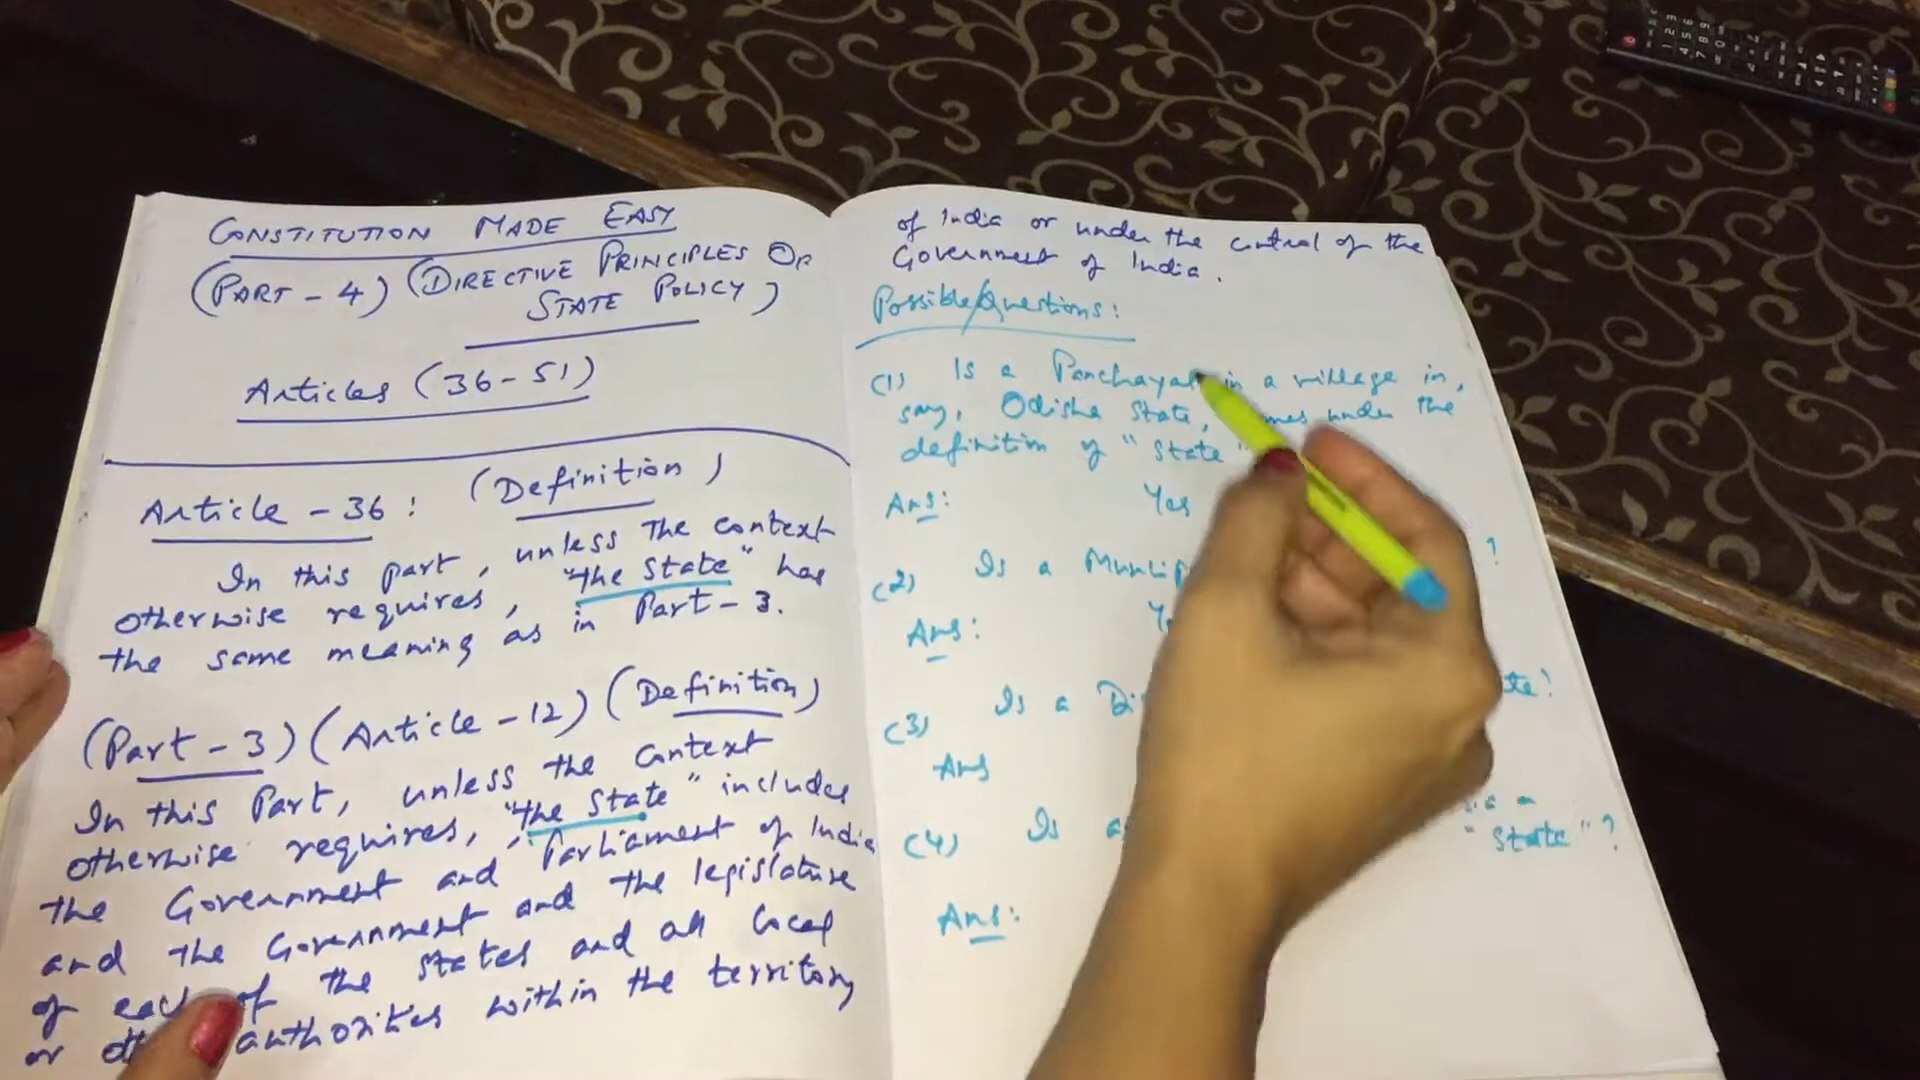 CONSTITUTION MADE EASY
(PART - 4) (DIRECTIVE PRINCIPLES OF
STATE POLICY)
Articles (36-51)
Article - 36 : (Definition)
In this part, unless the context
otherwise requires, "the state" has
the same meaning as in Part - 3.
(Part - 3) (Article - 12) (Definition)
In this Part, unless the context
otherwise requires, "the state" includes
the Government and Parliament of India
and the Government and the legislature
of each of the states and all local
or authorities within the territory
of India or under the control of the
Government of India.
Possible/Questions:
(1) Is a Panchayat in a village in,
say, Odisha State, under the
definition of "State"
Ans: Yes
(2) Is a ?
Ans:
(3) Is a
Ans
(4) Is a
"State"?
Ans: